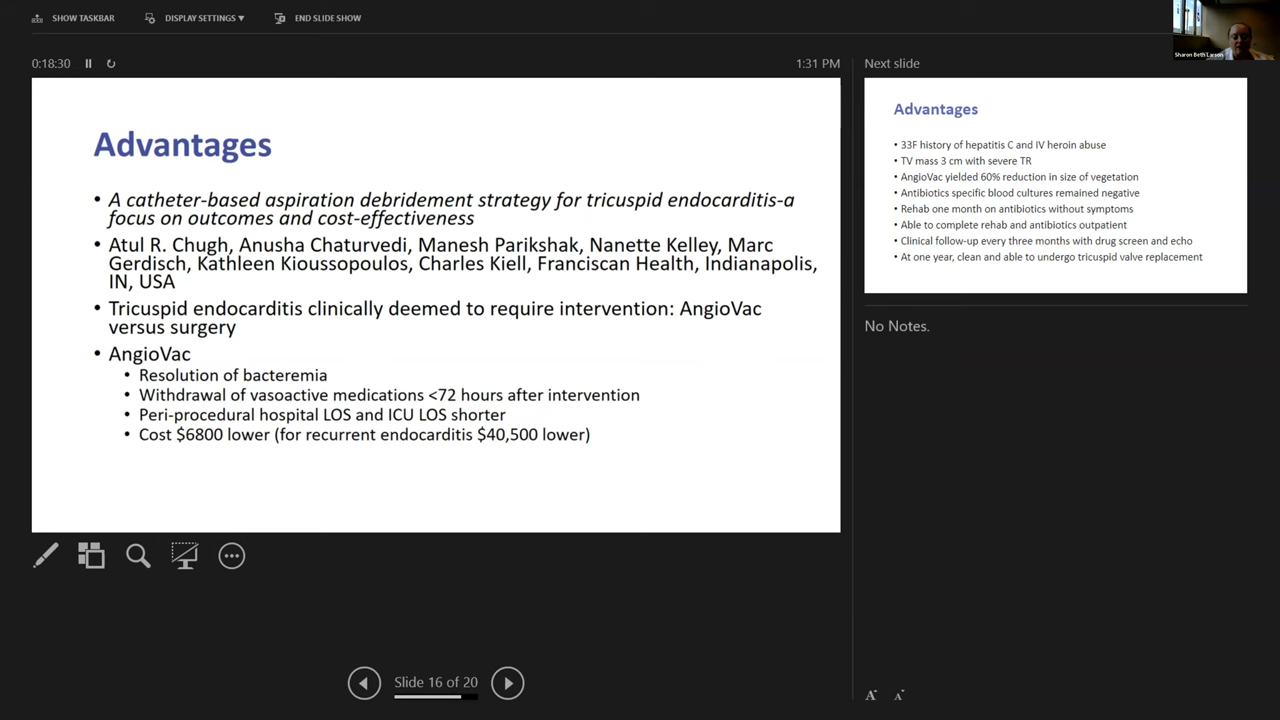 SHOW TASKBAR
DISPLAY SETTINGS ▼
END SLIDE SHOW
Sharon Beth Larson
0:18:30
1:31 PM
Advantages
• A catheter-based aspiration debridement strategy for tricuspid endocarditis-a
focus on outcomes and cost-effectiveness
• Atul R. Chugh, Anusha Chaturvedi, Manesh Parikshak, Nanette Kelley, Marc
Gerdisch, Kathleen Kioussopoulos, Charles Kiell, Franciscan Health, Indianapolis,
IN, USA
• Tricuspid endocarditis clinically deemed to require intervention: AngioVac
versus surgery
• AngioVac
• Resolution of bacteremia
• Withdrawal of vasoactive medications <72 hours after intervention
• Peri-procedural hospital LOS and ICU LOS shorter
• Cost $6800 lower (for recurrent endocarditis $40,500 lower)
Slide 16 of 20
Next slide
Advantages
• 33F history of hepatitis C and IV heroin abuse
• TV mass 3 cm with severe TR
• AngioVac yielded 60% reduction in size of vegetation
• Antibiotics specific blood cultures remained negative
• Rehab one month on antibiotics without symptoms
• Able to complete rehab and antibiotics outpatient
• Clinical follow-up every three months with drug screen and echo
• At one year, clean and able to undergo tricuspid valve replacement
No Notes.
A A